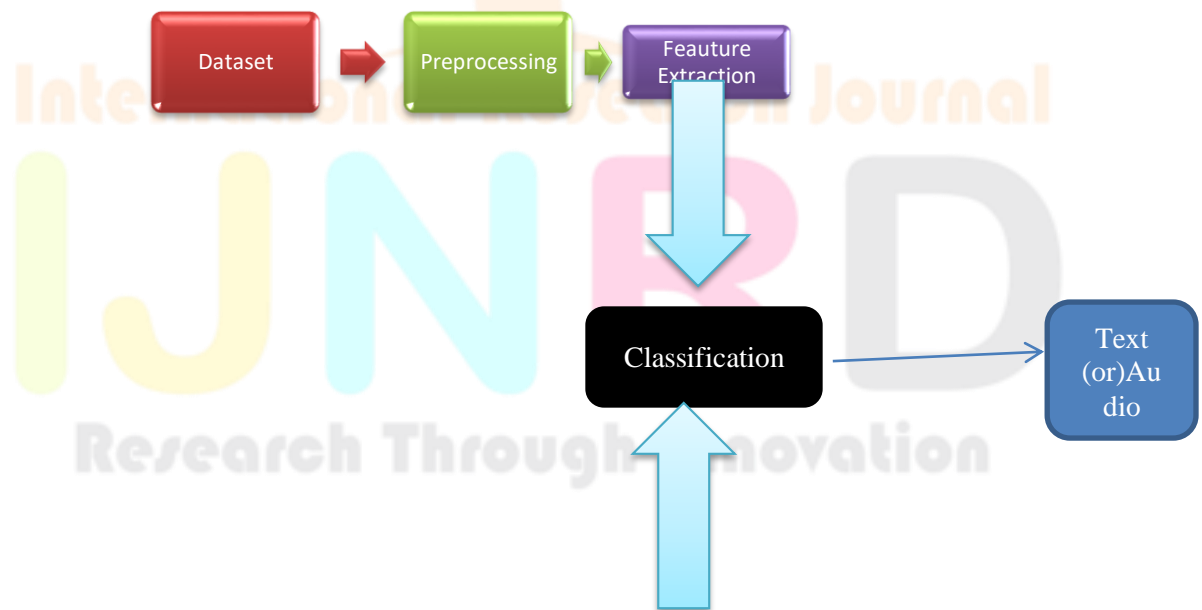 Dataset
Preprocessing
Feauture
Extraction
International Research Journal
IJNRD
Classification
Text
(or)Au
dio
Research Through Innovation